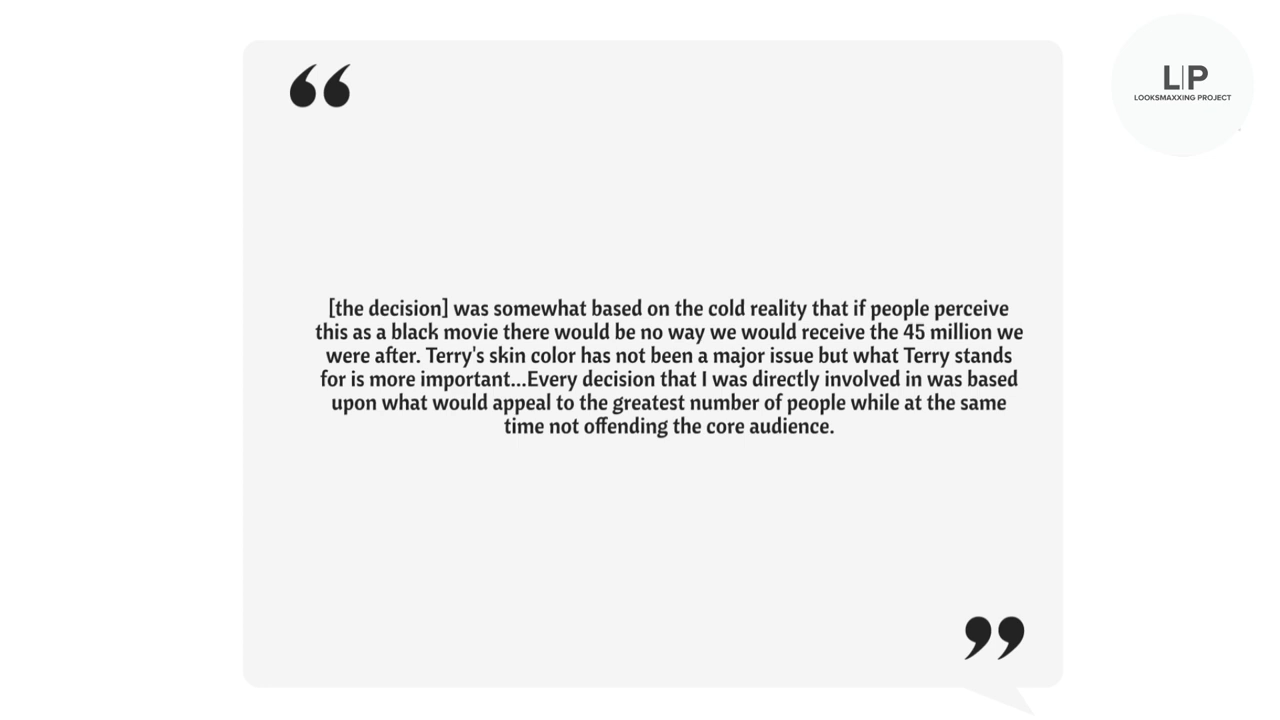 L|P
LOOKSMAXXING PROJECT
“
[the decision] was somewhat based on the cold reality that if people perceive
this as a black movie there would be no way we would receive the 45 million we
were after. Terry's skin color has not been a major issue but what Terry stands
for is more important...Every decision that I was directly involved in was based
upon what would appeal to the greatest number of people while at the same
time not offending the core audience.
”